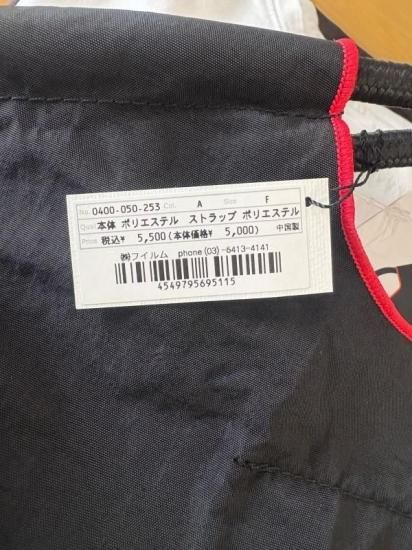 No. 0400-050-253 Col. A Size F
Qual 本体 ポリエステル ストラップ ポリエステル
Price 税込¥ 5,500(本体価格¥ 5,000) 中国製
㈱フイルム phone(03)-6413-4141
4549795695115